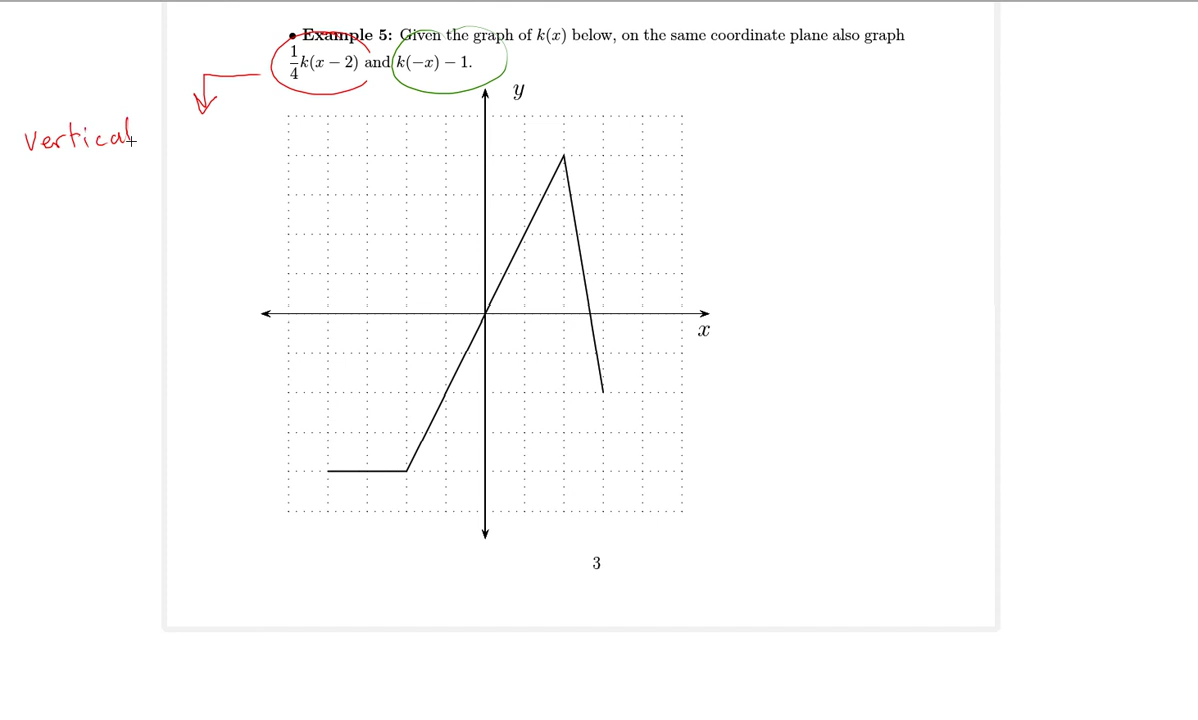 • Example 5: Given the graph of k(x) below, on the same coordinate plane also graph
1/4 k(x − 2) and k(−x) − 1.
y
vertical
x
3